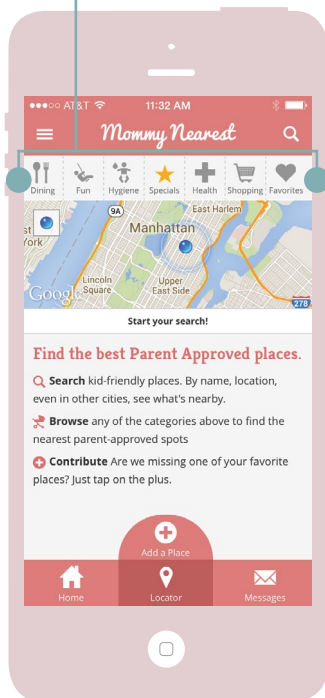 AT&T 11:32 AM
Mommy Nearest
Dining Fun Hygiene Specials Health Shopping Favorites
9A
East Harlem
Manhattan
st
York
Lincoln
Square
Upper
East Side
Google
278
Start your search!
Find the best Parent Approved places.
Search kid-friendly places. By name, location,
even in other cities, see what's nearby.
Browse any of the categories above to find the
nearest parent-approved spots
Contribute Are we missing one of your favorite
places? Just tap on the plus.
Add a Place
Home Locator Messages